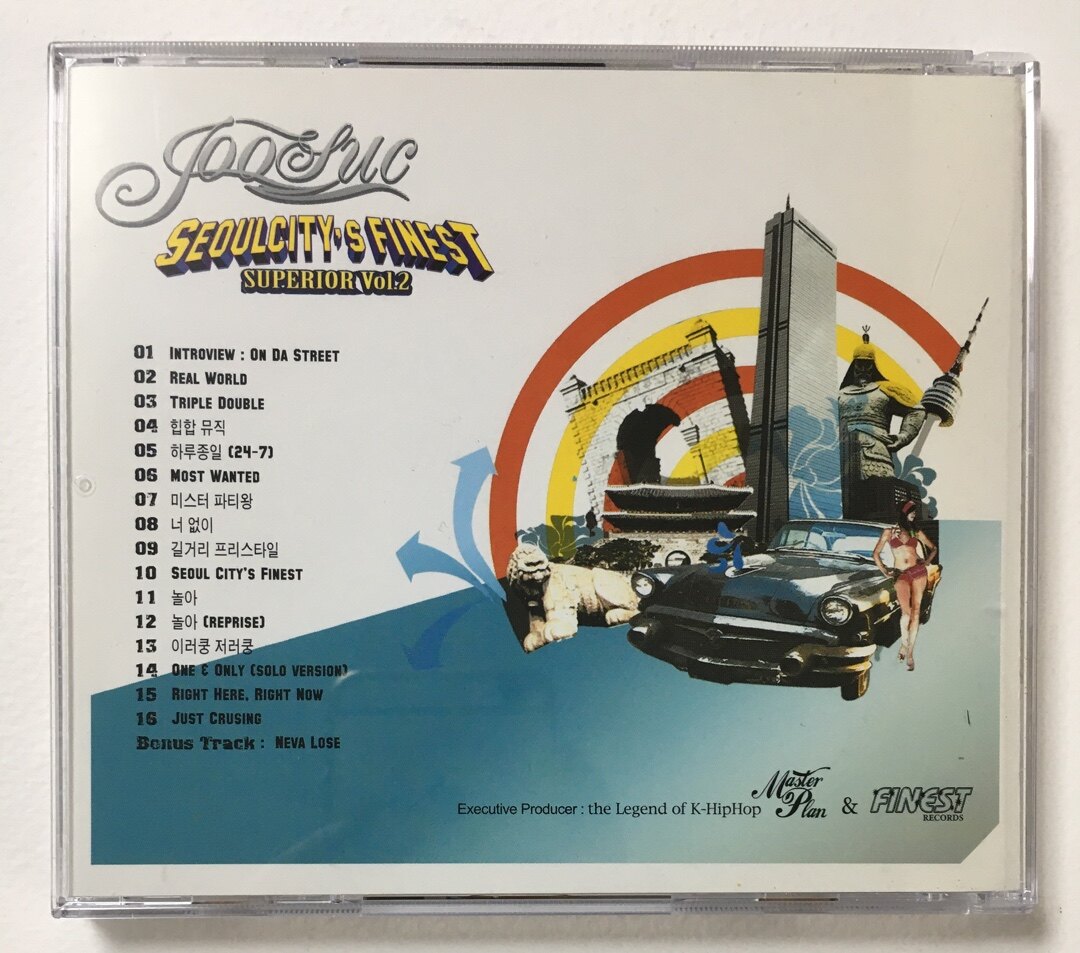 JOOSUC
SEOULCITY'S FINEST
SUPERIOR Vol.2
01 INTROVIEW : ON DA STREET
02 REAL WORLD
03 TRIPLE DOUBLE
04 힙합 뮤직
05 하루종일 (24-7)
06 MOST WANTED
07 미스터 파티왕
08 너 없이
09 길거리 프리스타일
10 SEOUL CITY'S FINEST
11 놀아
12 놀아 (REPRISE)
13 이러쿵 저러쿵
14 ONE & ONLY (SOLO VERSION)
15 RIGHT HERE, RIGHT NOW
16 JUST CRUSING
Bonus Track : NEVA LOSE
Executive Producer : the Legend of K-HipHop Master Plan & FINEST RECORDS